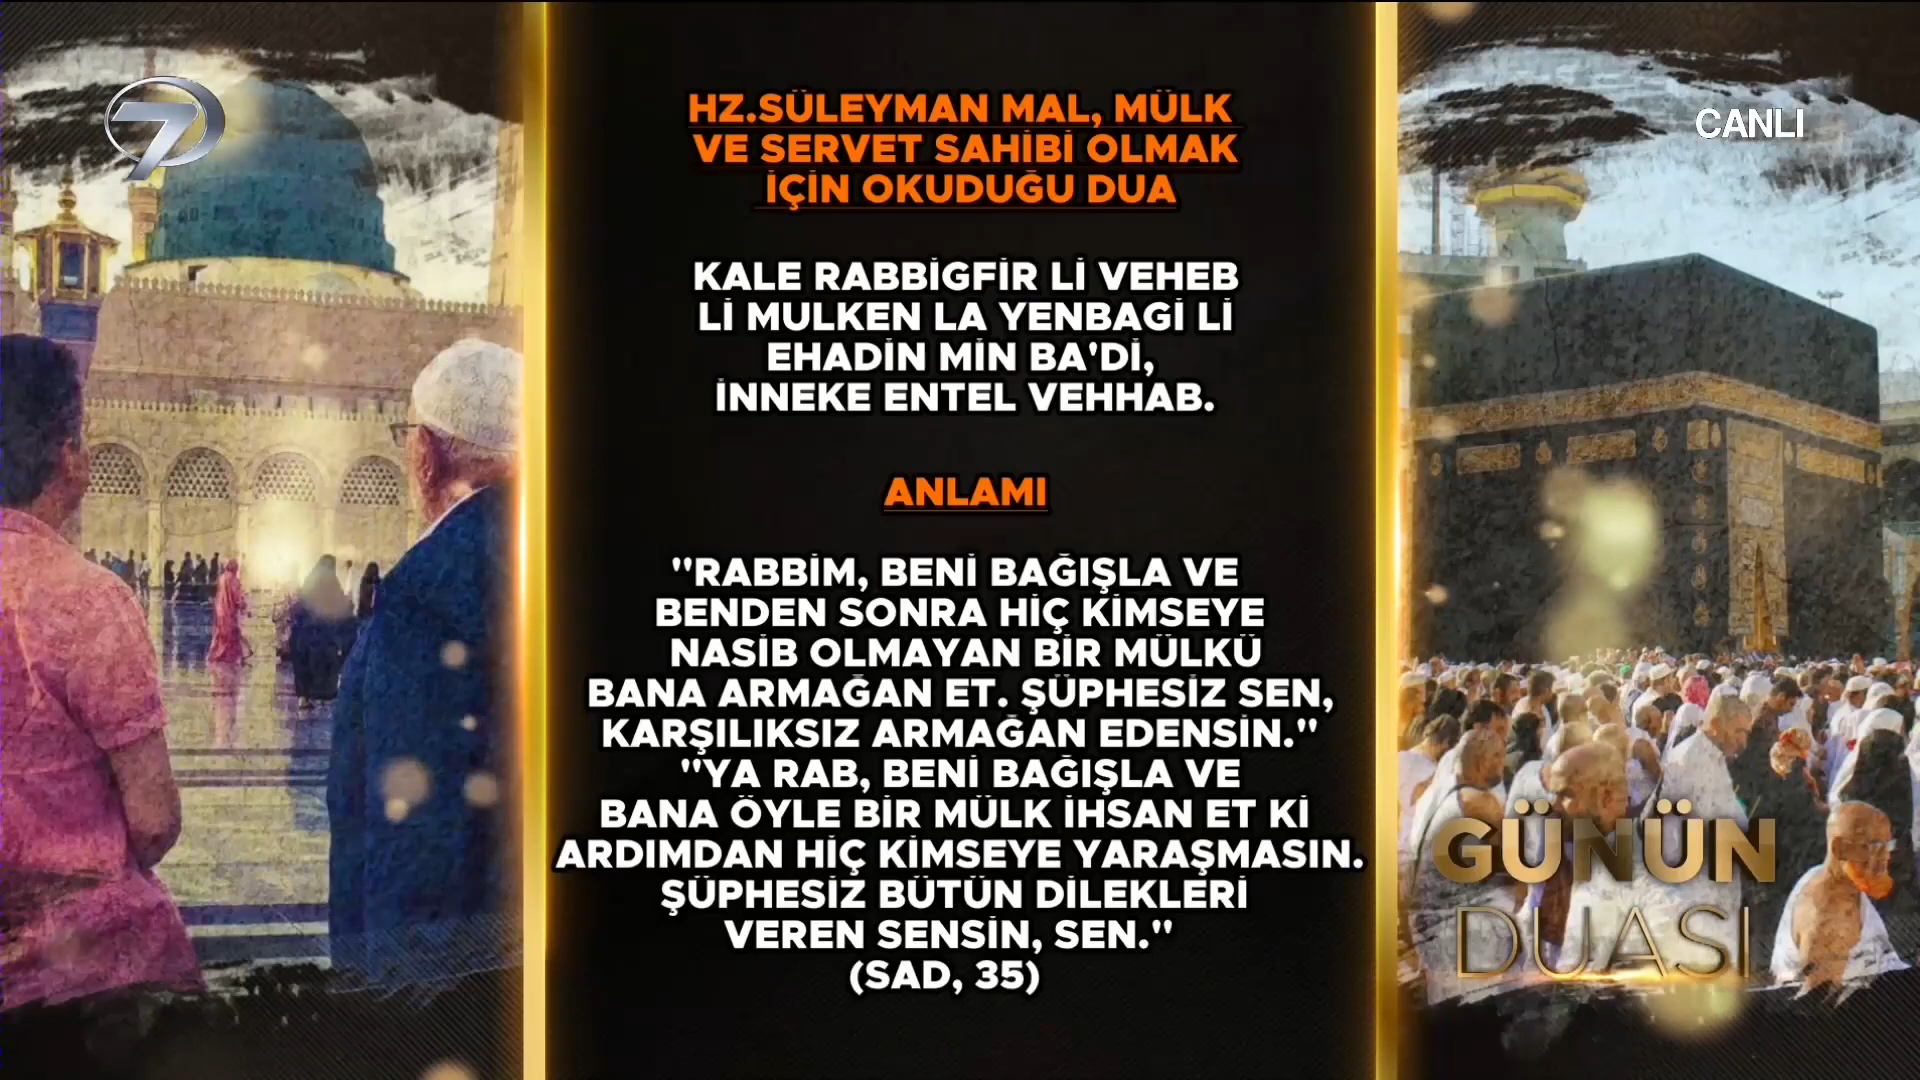 7
CANLI
HZ.SÜLEYMAN MAL, MÜLK
VE SERVET SAHİBİ OLMAK
İÇİN OKUDUĞU DUA
KALE RABBİGFİR Lİ VEHEB
Lİ MULKEN LA YENBAGİ Lİ
EHADİN MİN BA'Dİ,
İNNEKE ENTEL VEHHAB.
ANLAMI
"RABBİM, BENİ BAĞIŞLA VE
BENDEN SONRA HİÇ KİMSEYE
NASİB OLMAYAN BİR MÜLKÜ
BANA ARMAĞAN ET. ŞÜPHESİZ SEN,
KARŞILIKSIZ ARMAĞAN EDENSİN."
"YA RAB, BENİ BAĞIŞLA VE
BANA ÖYLE BİR MÜLK İHSAN ET Kİ
ARDIMDAN HİÇ KİMSEYE YARAŞMASIN.
ŞÜPHESİZ BÜTÜN DİLEKLERİ
VEREN SENSİN, SEN."
(SAD, 35)
GÜNÜN
DUASI